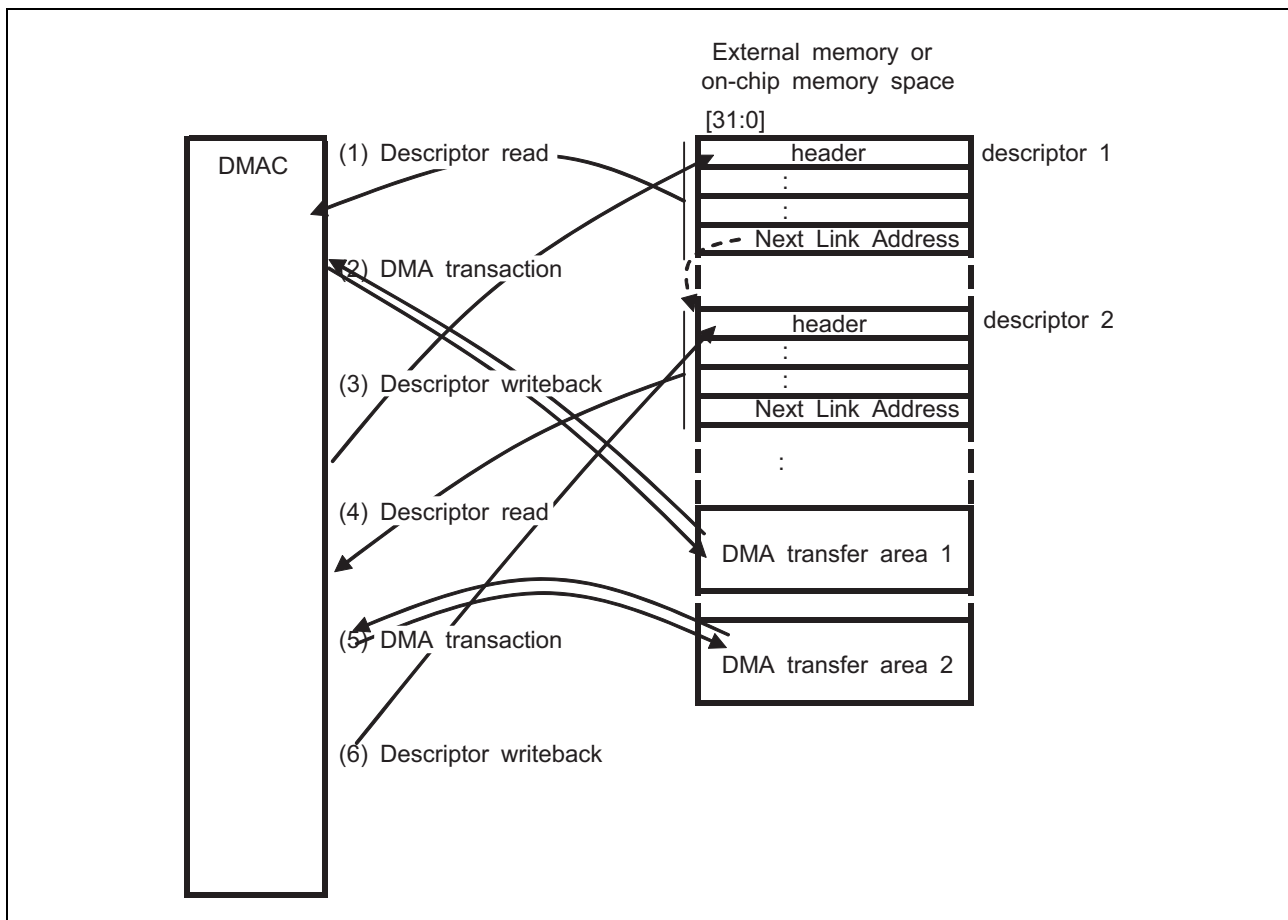 External memory or
on-chip memory space
[31:0]
DMAC
(1) Descriptor read
header
descriptor 1
:
:
Next Link Address
(2) DMA transaction
header
descriptor 2
:
:
(3) Descriptor writeback
Next Link Address
:
(4) Descriptor read
DMA transfer area 1
(5) DMA transaction
DMA transfer area 2
(6) Descriptor writeback